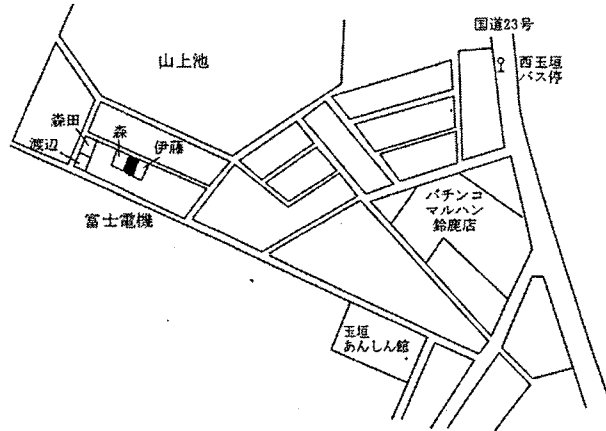 国道23号
西玉垣
バス停
山上池
森田
森
伊藤
渡辺
パチンコ
マルハン
鈴鹿店
富士電機
玉垣
あんしん館